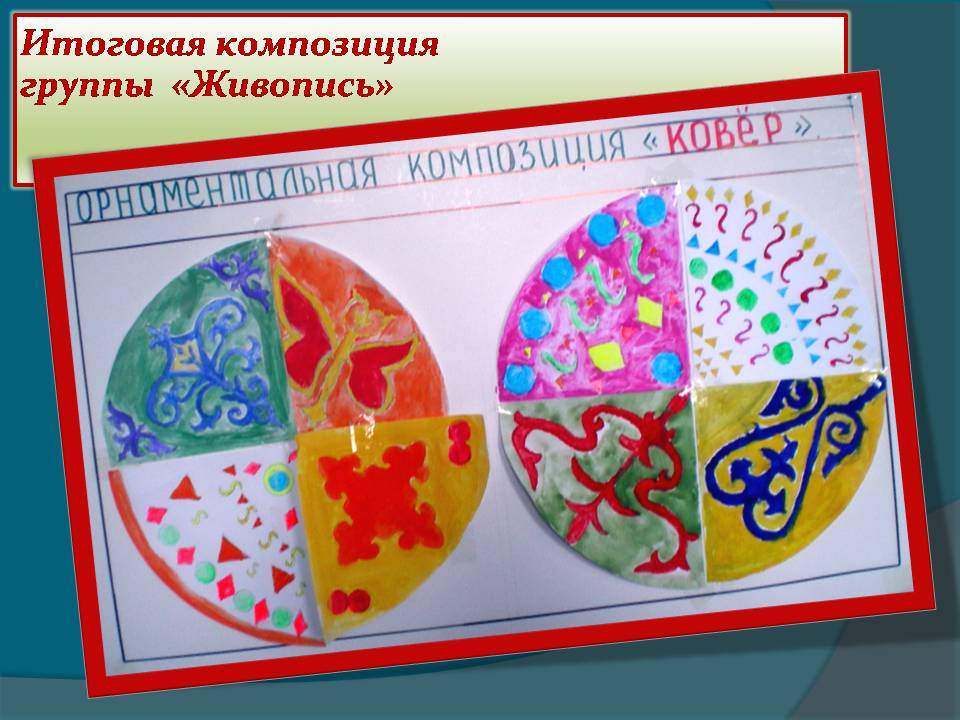 Итоговая композиция
группы «Живопись»
ОРНАМЕНТАЛЬНАЯ КОМПОЗИЦИЯ «КОВЁР».